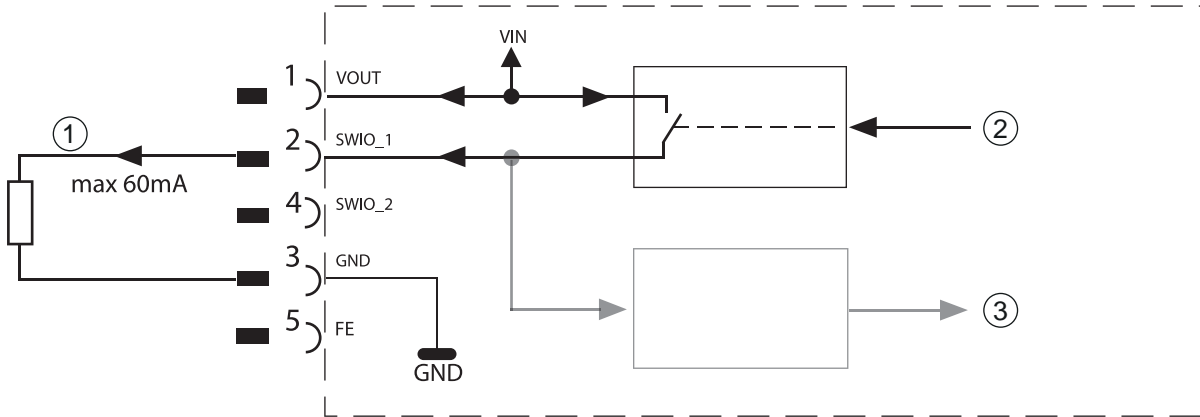 VIN
1 VOUT
① 2 SWIO_1 ②
max 60mA
4 SWIO_2
3 GND
5 FE ③
GND